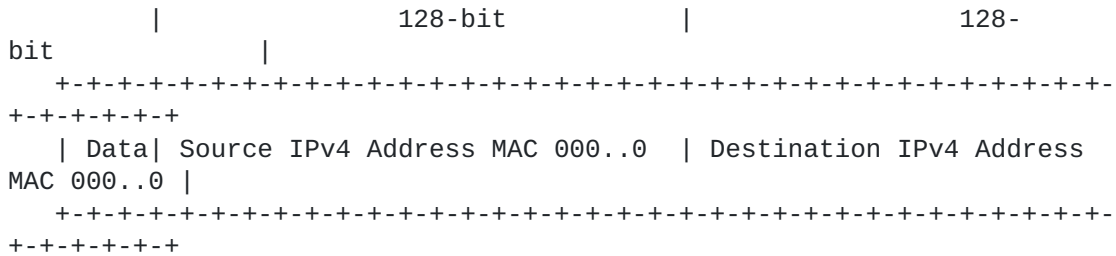 |               128-bit            |                128-
bit             |
+-+-+-+-+-+-+-+-+-+-+-+-+-+-+-+-+-+-+-+-+-+-+-+-+-+-+-+-+-+-+-+-+-+-
+-+-+-+-+-+
| Data| Source IPv4 Address MAC 000..0  | Destination IPv4 Address
MAC 000..0 |
+-+-+-+-+-+-+-+-+-+-+-+-+-+-+-+-+-+-+-+-+-+-+-+-+-+-+-+-+-+-+-+-+-+-
+-+-+-+-+-+